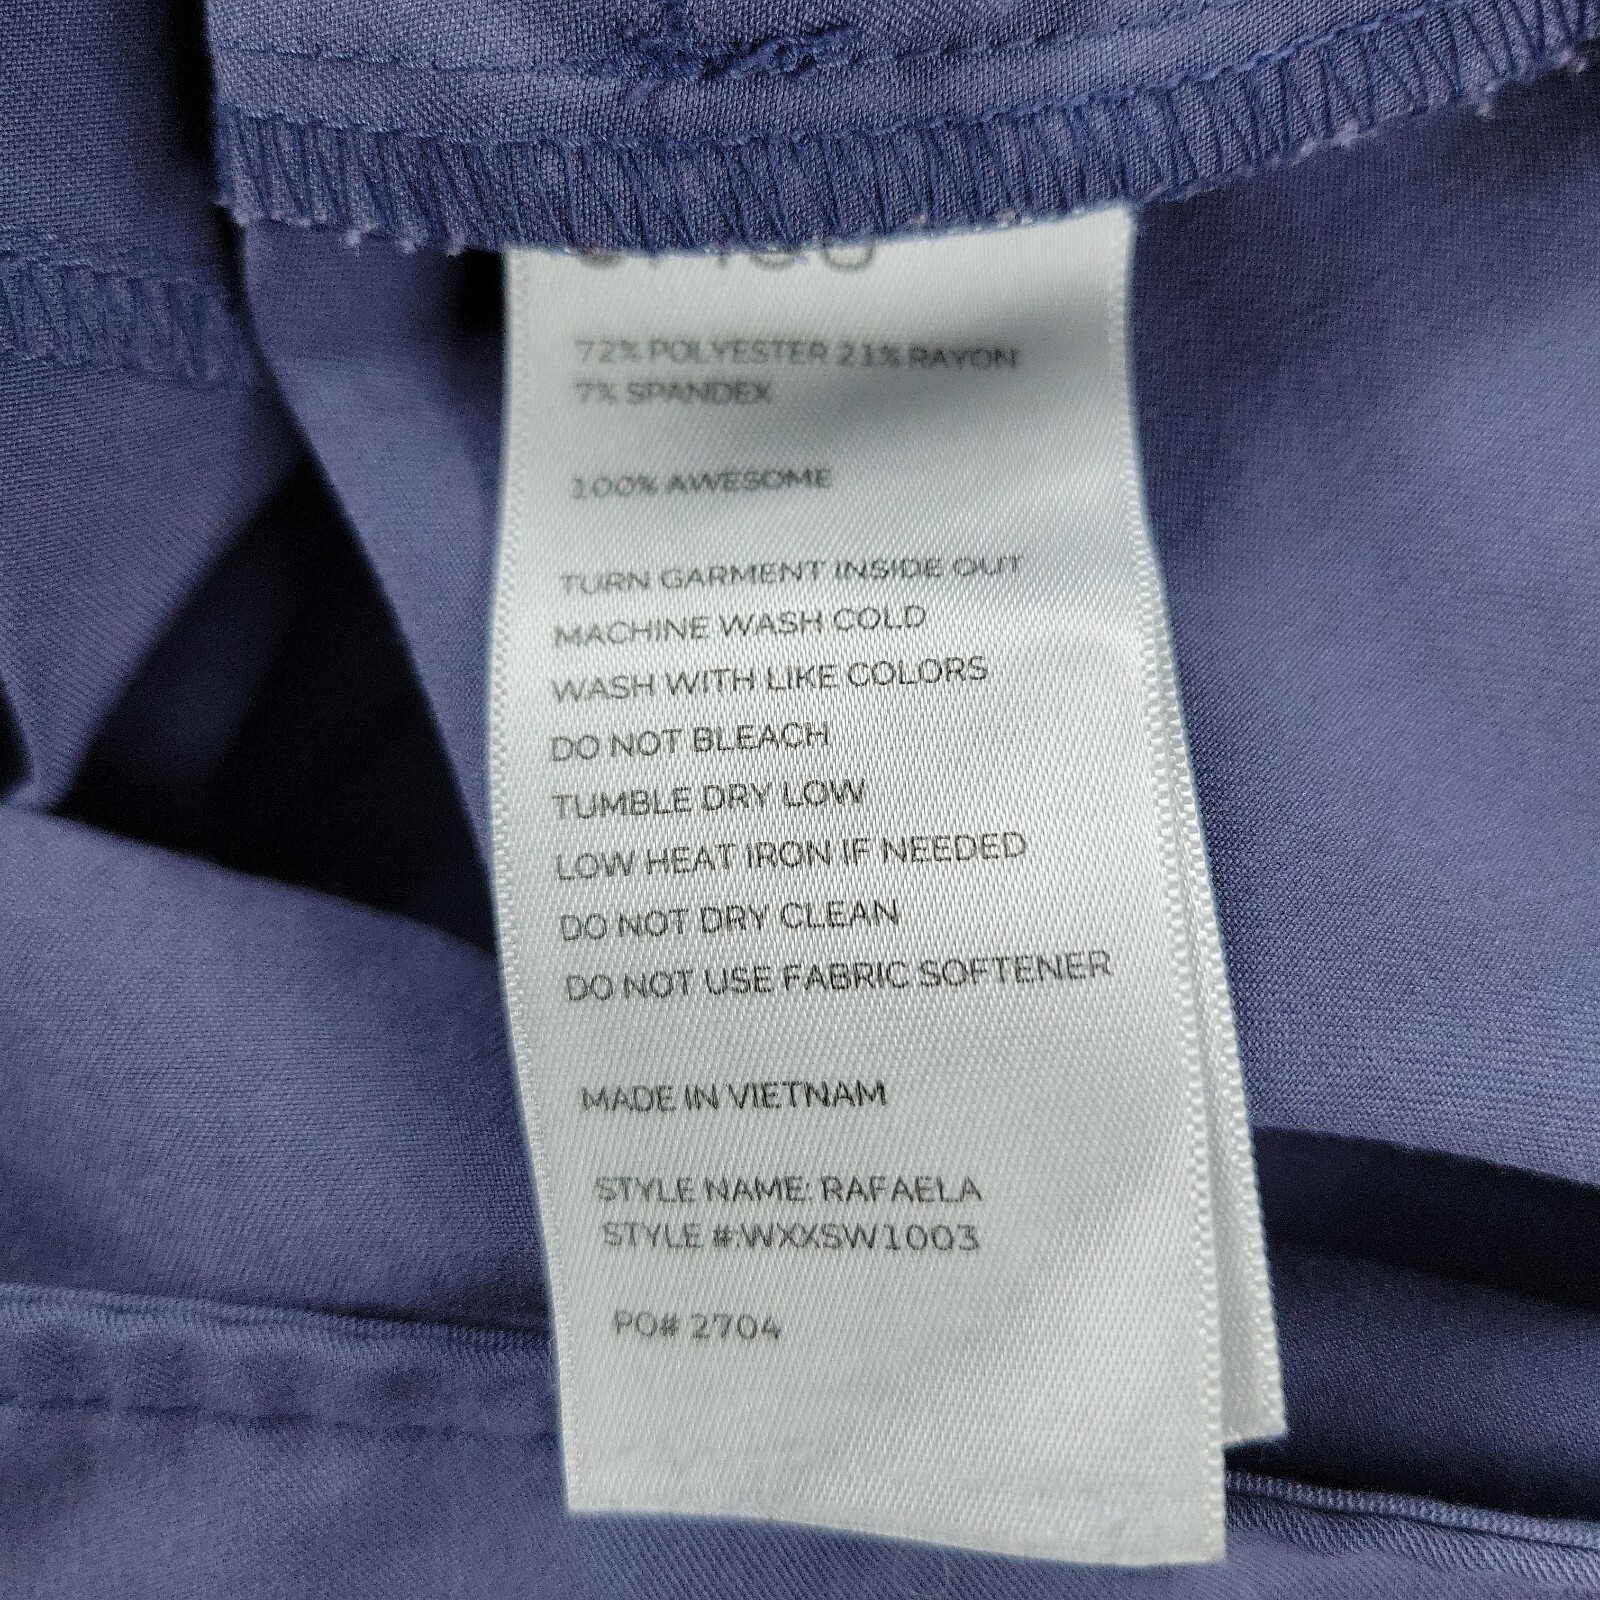 72% POLYESTER 21% RAYON
7% SPANDEX
100% AWESOME
TURN GARMENT INSIDE OUT
MACHINE WASH COLD
WASH WITH LIKE COLORS
DO NOT BLEACH
TUMBLE DRY LOW
LOW HEAT IRON IF NEEDED
DO NOT DRY CLEAN
DO NOT USE FABRIC SOFTENER
MADE IN VIETNAM
STYLE NAME: RAFAELA
STYLE #:WXXSW1003
PO# 2704